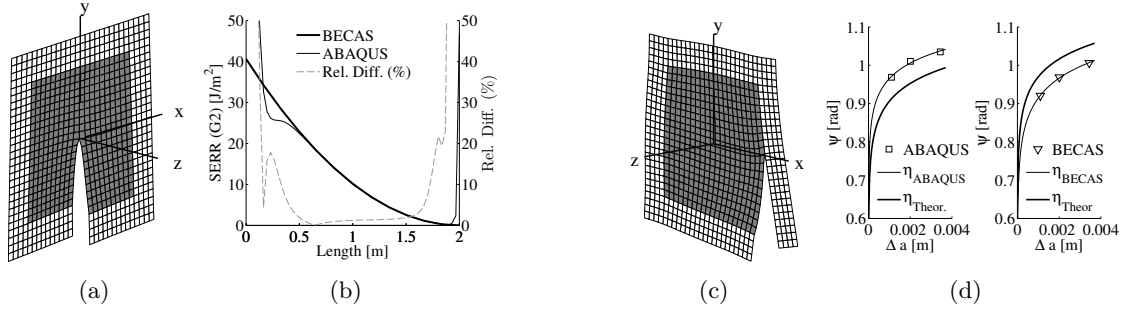 y
x
z
(a)
SERR (G2) [J/m²]
50
40
30
20
10
0
0
0.5
1
1.5
2
Length [m]
BECAS
ABAQUS
Rel. Diff. (%)
50
40
30
20
10
0
Rel. Diff. (%)
(b)
y
z
x
(c)
ψ [rad]
1.1
1
0.9
0.8
0.7
0.6
ABAQUS
η_ABAQUS
η_Theor.
0
0.002
0.004
Δ a [m]
ψ [rad]
1.1
1
0.9
0.8
0.7
0.6
BECAS
η_BECAS
η_Theor
0
0.002
0.004
Δ a [m]
(d)